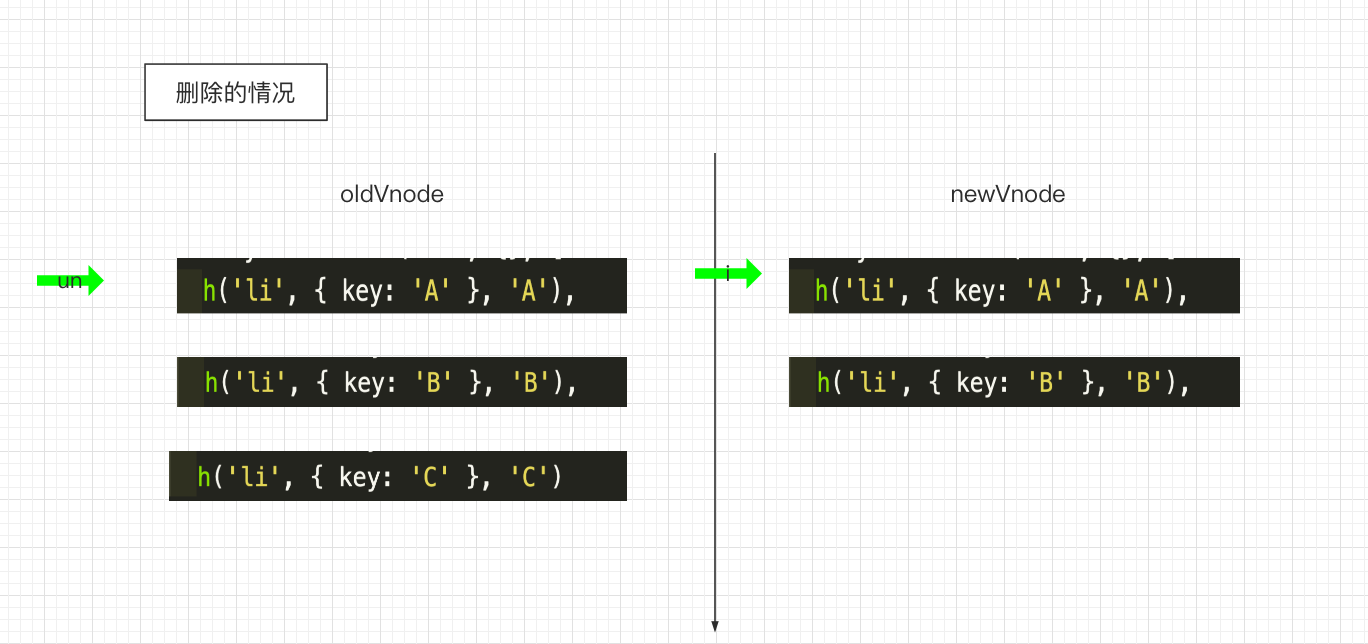 删除的情况
oldVnode
newVnode
un
h('li', { key: 'A' }, 'A'),
i
h('li', { key: 'A' }, 'A'),
h('li', { key: 'B' }, 'B'),
h('li', { key: 'B' }, 'B'),
h('li', { key: 'C' }, 'C')